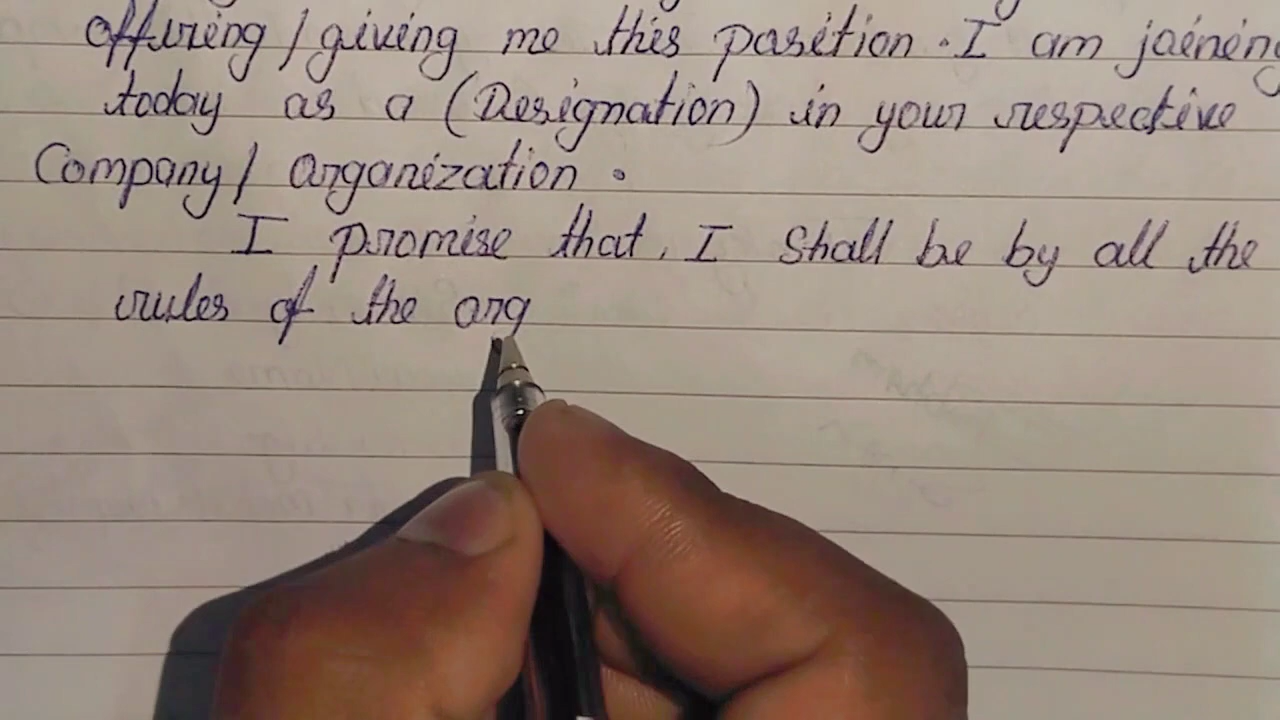 offering / giving me this position. I am joining
today as a (Designation) in your respective
Company / organization.
I promise that, I shall be by all the
rules of the org